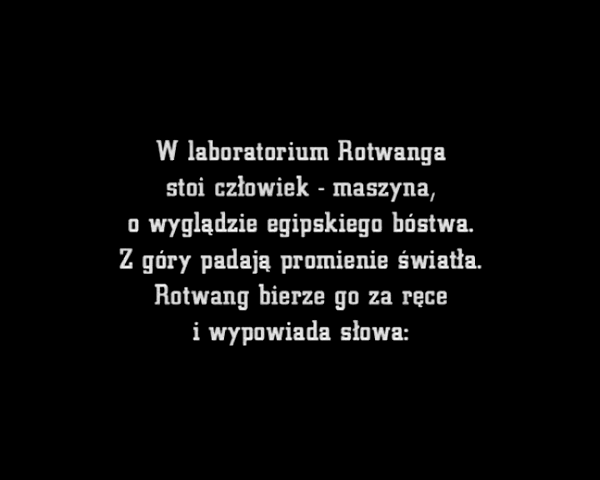 W laboratorium Rotwanga
stoi człowiek - maszyna,
o wyglądzie egipskiego bóstwa.
Z góry padają promienie światła.
Rotwang bierze go za ręce
i wypowiada słowa: